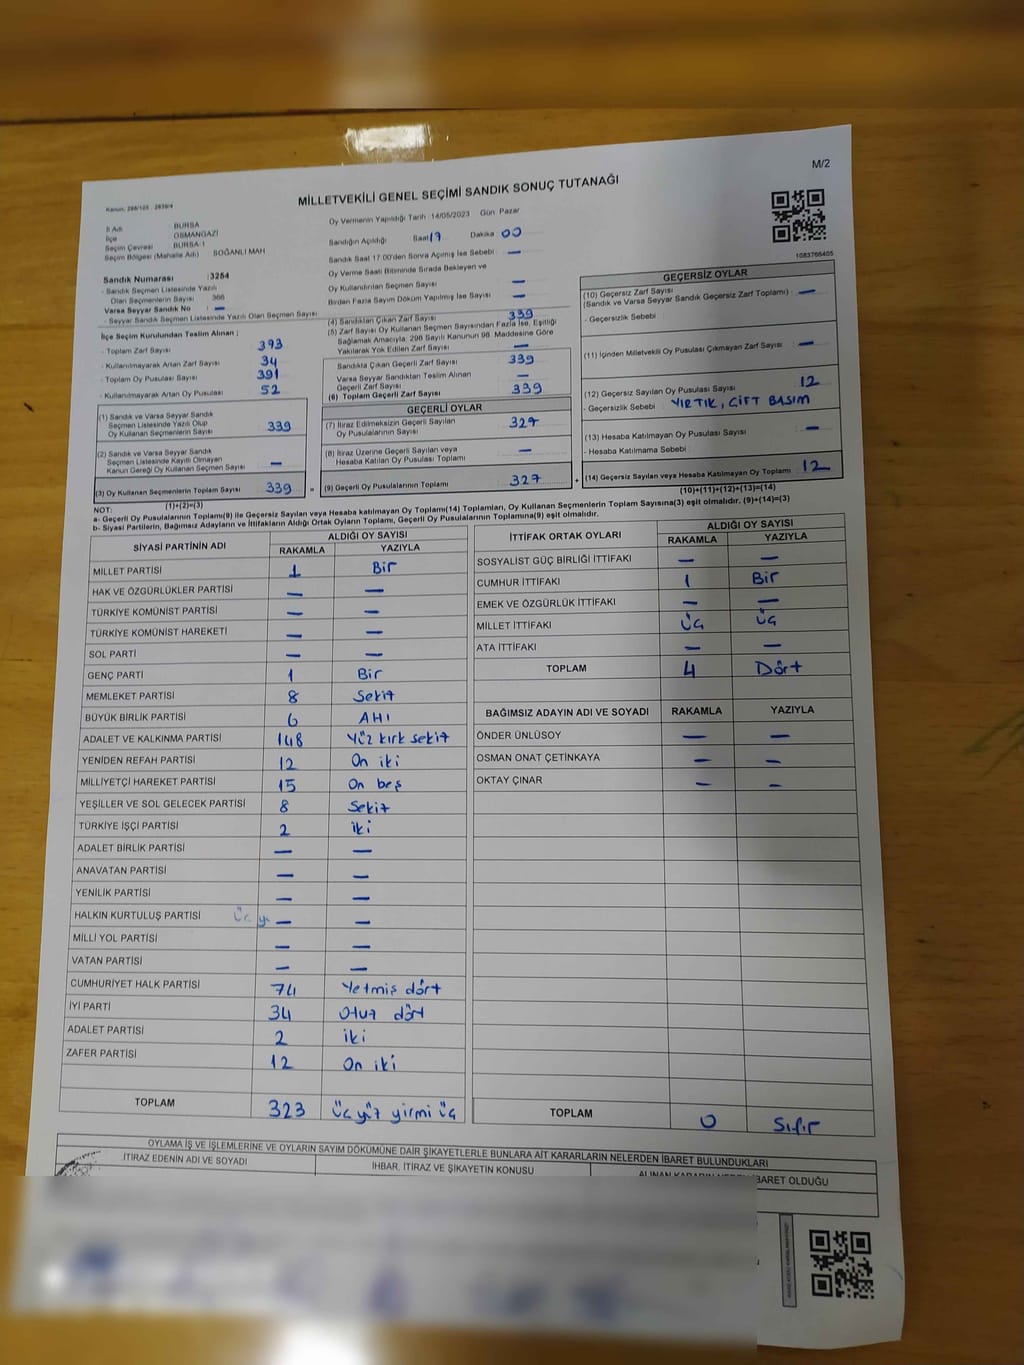 M/2
MİLLETVEKİLİ GENEL SEÇİMİ SANDIK SONUÇ TUTANAĞI
İl Adı : BURSA
İlçe : OSMANGAZİ
Seçim Çevresi : BURSA-1
Seçim Bölgesi (Mahalle Adı) SOĞANLI MAH
Oy Vermenin Yapıldığı Tarih :14/05/2023 Gün: Pazar
Sandığın Açıldığı Saat 17 Dakika : 00
Sandık Saat 17.00'den Sonra Açılmış İse Sebebi : —
Oy Verme Saati Bitiminde Sırada Bekleyen ve
Oy Kullandırılan Seçmen Sayısı —
Birden Fazla Sayım Döküm Yapılmış İse Sayısı —
1083766405
Sandık Numarası :3254
- Sandık Seçmen Listesinde Yazılı
Olan Seçmenlerin Sayısı 366
Varsa Seyyar Sandık No : —
- Seyyar Sandık Seçmen Listesinde Yazılı Olan Seçmen Sayısı
İlçe Seçim Kurulundan Teslim Alınan ;
- Toplam Zarf Sayısı 393
- Kullanılmayarak Artan Zarf Sayısı 34
- Toplam Oy Pusulası Sayısı 391
- Kullanılmayarak Artan Oy Pusulası 52
(1) Sandık ve Varsa Seyyar Sandık
Seçmen Listesinde Yazılı Olup
Oy Kullanan Seçmenlerin Sayısı 339
(2) Sandık ve Varsa Seyyar Sandık
Seçmen Listesinde Kayıtlı Olmayan
Kanun Gereği Oy Kullanan Seçmen Sayısı —
(3) Oy Kullanan Seçmenlerin Toplam Sayısı 339 =
(1)+(2)=(3)
(4) Sandıktan Çıkan Zarf Sayısı 339
(5) Zarf Sayısı Oy Kullanan Seçmen Sayısından Fazla İse, Eşitliği
Sağlamak Amacıyla; 298 Sayılı Kanunun 98. Maddesine Göre
Yakılarak Yok Edilen Zarf Sayısı —
Sandıkta Çıkan Geçerli Zarf Sayısı 339
Varsa Seyyar Sandıktan Teslim Alınan
Geçerli Zarf Sayısı —
(6) Toplam Geçerli Zarf Sayısı 339
GEÇERLİ OYLAR
(7) İtiraz Edilmeksizin Geçerli Sayılan
Oy Pusulalarının Sayısı 327
(8) İtiraz Üzerine Geçerli Sayılan veya
Hesaba Katılan Oy Pusulası Toplamı —
(9) Geçerli Oy Pusulalarının Toplamı 327 +
GEÇERSİZ OYLAR
(10) Geçersiz Zarf Sayısı
(Sandık ve Varsa Seyyar Sandık Geçersiz Zarf Toplamı) : —
- Geçersizlik Sebebi :
(11) İçinden Milletvekili Oy Pusulası Çıkmayan Zarf Sayısı —
(12) Geçersiz Sayılan Oy Pusulası Sayısı 12
- Geçersizlik Sebebi : YIRTIK, ÇİFT BASIM
(13) Hesaba Katılmayan Oy Pusulası Sayısı —
- Hesaba Katılmama Sebebi :
(14) Geçersiz Sayılan veya Hesaba Katılmayan Oy Toplamı 12
(10)+(11)+(12)+(13)=(14)
NOT:
a- Geçerli Oy Pusulalarının Toplamı(9) ile Geçersiz Sayılan veya Hesaba katılmayan Oy Toplamı(14) Toplamları, Oy Kullanan Seçmenlerin Toplam Sayısına(3) eşit olmalıdır. (9)+(14)=(3)
b- Siyasi Partilerin, Bağımsız Adayların ve İttifakların Aldığı Ortak Oyların Toplamı, Geçerli Oy Pusulalarının Toplamına(9) eşit olmalıdır.
SİYASİ PARTİNİN ADI ALDIĞI OY SAYISI
RAKAMLA YAZIYLA
MİLLET PARTİSİ 1 Bir
HAK VE ÖZGÜRLÜKLER PARTİSİ — —
TÜRKİYE KOMÜNİST PARTİSİ — —
TÜRKİYE KOMÜNİST HAREKETİ — —
SOL PARTİ — —
GENÇ PARTİ 1 Bir
MEMLEKET PARTİSİ 8 Sekiz
BÜYÜK BİRLİK PARTİSİ 6 Altı
ADALET VE KALKINMA PARTİSİ 148 Yüz kırk sekiz
YENİDEN REFAH PARTİSİ 12 On iki
MİLLİYETÇİ HAREKET PARTİSİ 15 On beş
YEŞİLLER VE SOL GELECEK PARTİSİ 8 Sekiz
TÜRKİYE İŞÇİ PARTİSİ 2 iki
ADALET BİRLİK PARTİSİ — —
ANAVATAN PARTİSİ — —
YENİLİK PARTİSİ — —
HALKIN KURTULUŞ PARTİSİ Üç — —
MİLLİ YOL PARTİSİ — —
VATAN PARTİSİ — —
CUMHURİYET HALK PARTİSİ 74 Yetmiş dört
İYİ PARTİ 34 Otuz dört
ADALET PARTİSİ 2 iki
ZAFER PARTİSİ 12 On iki
TOPLAM 323 Üç yüz yirmi üç
İTTİFAK ORTAK OYLARI ALDIĞI OY SAYISI
RAKAMLA YAZIYLA
SOSYALİST GÜÇ BİRLİĞİ İTTİFAKI — —
CUMHUR İTTİFAKI 1 Bir
EMEK VE ÖZGÜRLÜK İTTİFAKI — —
MİLLET İTTİFAKI Üç Üç
ATA İTTİFAKI — —
TOPLAM 4 Dört
BAĞIMSIZ ADAYIN ADI VE SOYADI RAKAMLA YAZIYLA
ÖNDER ÜNLÜSOY — —
OSMAN ONAT ÇETİNKAYA — —
OKTAY ÇINAR — —
TOPLAM 0 Sıfır
OYLAMA İŞ VE İŞLEMLERİNE VE OYLARIN SAYIM DÖKÜMÜNE DAİR ŞİKAYETLERLE BUNLARA AİT KARARLARIN NELERDEN İBARET BULUNDUKLARI
İTİRAZ EDENİN ADI VE SOYADI İHBAR, İTİRAZ VE ŞİKAYETİN KONUSU ALINAN KARARIN NEDEN İBARET OLDUĞU